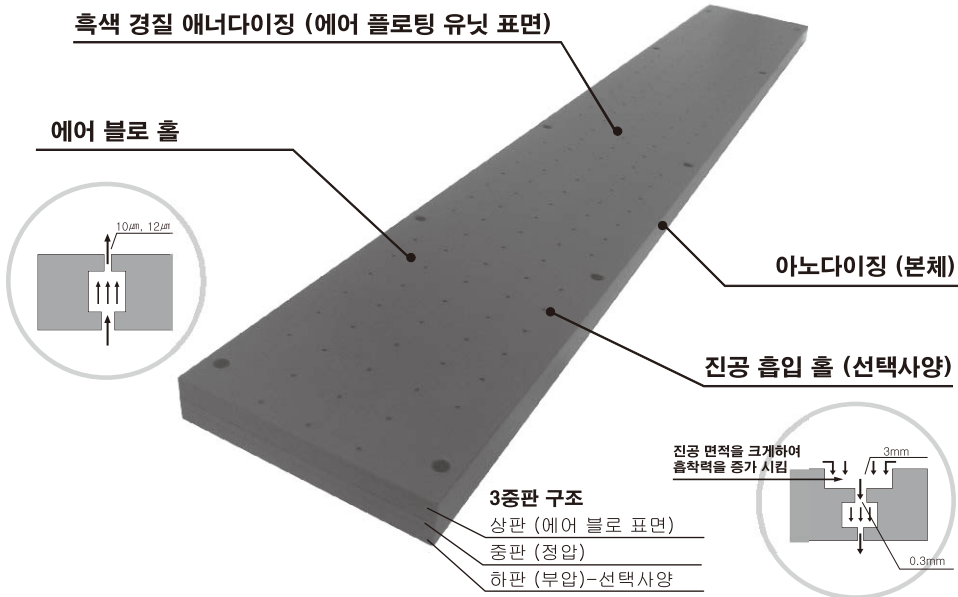 흑색 경질 애너다이징 (에어 플로팅 유닛 표면)
에어 블로 홀
10㎛, 12㎛
아노다이징 (본체)
진공 흡입 홀 (선택사양)
진공 면적을 크게하여
흡착력을 증가 시킴
3mm
0.3mm
3중판 구조
상판 (에어 블로 표면)
중판 (정압)
하판 (부압)-선택사양